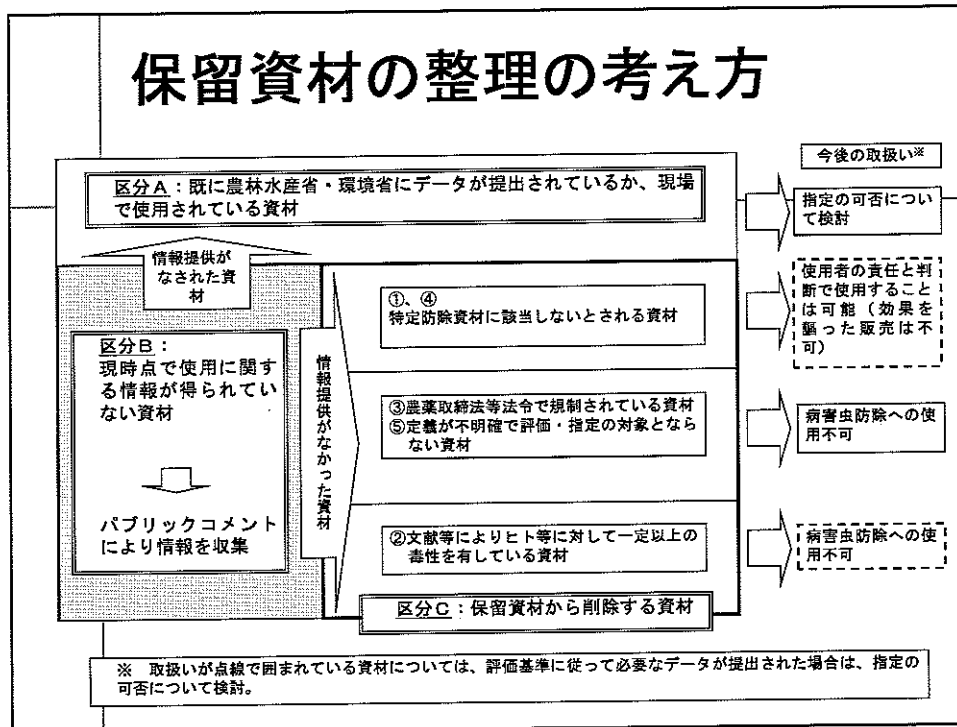 保留資材の整理の考え方
今後の取扱い※
区分A：既に農林水産省・環境省にデータが提出されているか、現場
で使用されている資材
指定の可否につい
て検討
情報提供が
なされた資
材
区分B：
現時点で使用に関す
る情報が得られてい
ない資材
パブリックコメント
により情報を収集
情報提供がなかった資材
①、④
特定防除資材に該当しないとされる資材
使用者の責任と判
断で使用すること
は可能（効果を
謳った販売は不
可）
③農薬取締法等法令で規制されている資材
⑤定義が不明確で評価・指定の対象となら
ない資材
病害虫防除への使
用不可
②文献等によりヒト等に対して一定以上の
毒性を有している資材
病害虫防除への使
用不可
区分C：保留資材から削除する資材
※　取扱いが点線で囲まれている資材については、評価基準に従って必要なデータが提出された場合は、指定の
可否について検討。